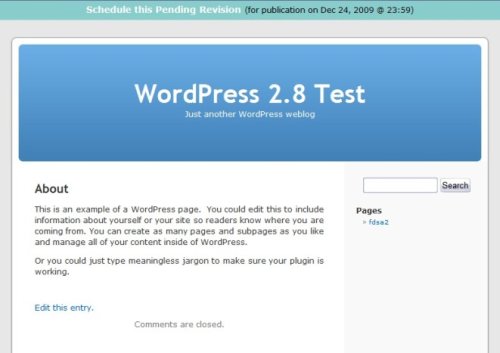 Schedule this Pending Revision (for publication on Dec 24, 2009 @ 23:59)
WordPress 2.8 Test
Just another WordPress weblog
About
This is an example of a WordPress page. You could edit this to include
information about yourself or your site so readers know where you are
coming from. You can create as many pages and subpages as you like
and manage all of your content inside of WordPress.
Or you could just type meaningless jargon to make sure your plugin is
working.
Edit this entry.
Comments are closed.
Search
Pages
» fdsa2